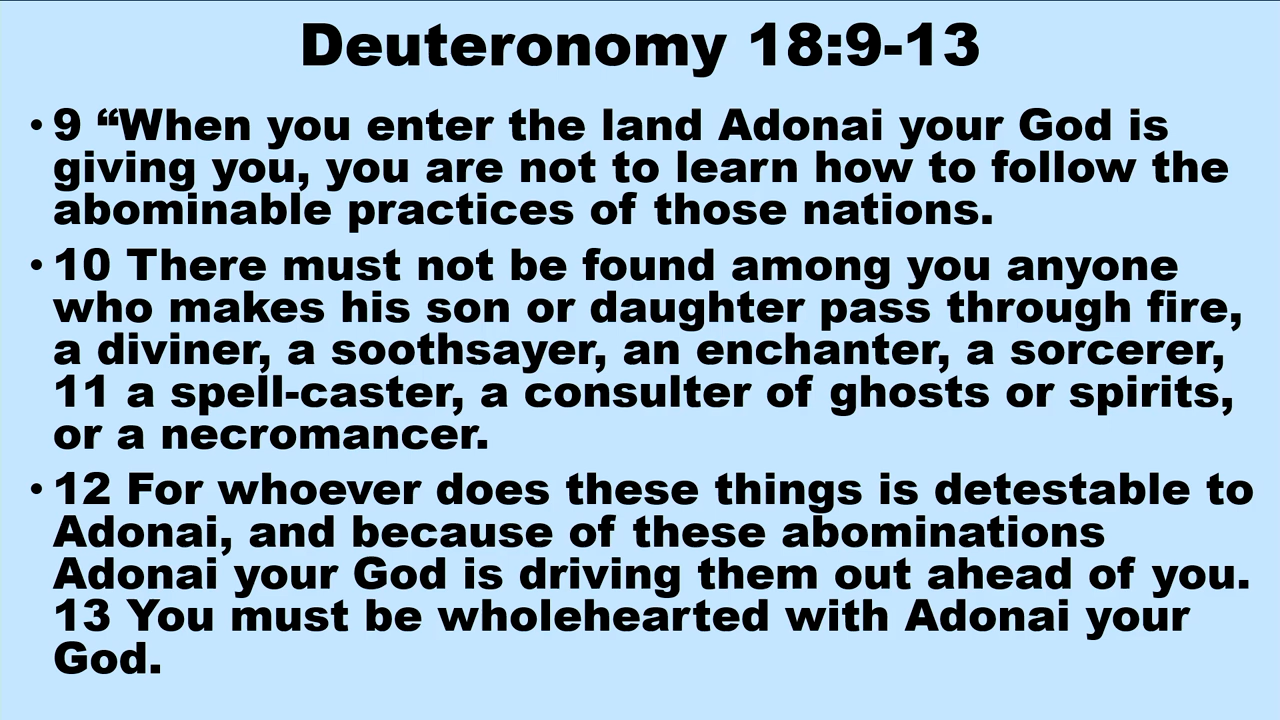 Deuteronomy 18:9-13
• 9 “When you enter the land Adonai your God is
giving you, you are not to learn how to follow the
abominable practices of those nations.
• 10 There must not be found among you anyone
who makes his son or daughter pass through fire,
a diviner, a soothsayer, an enchanter, a sorcerer,
11 a spell-caster, a consulter of ghosts or spirits,
or a necromancer.
• 12 For whoever does these things is detestable to
Adonai, and because of these abominations
Adonai your God is driving them out ahead of you.
13 You must be wholehearted with Adonai your
God.